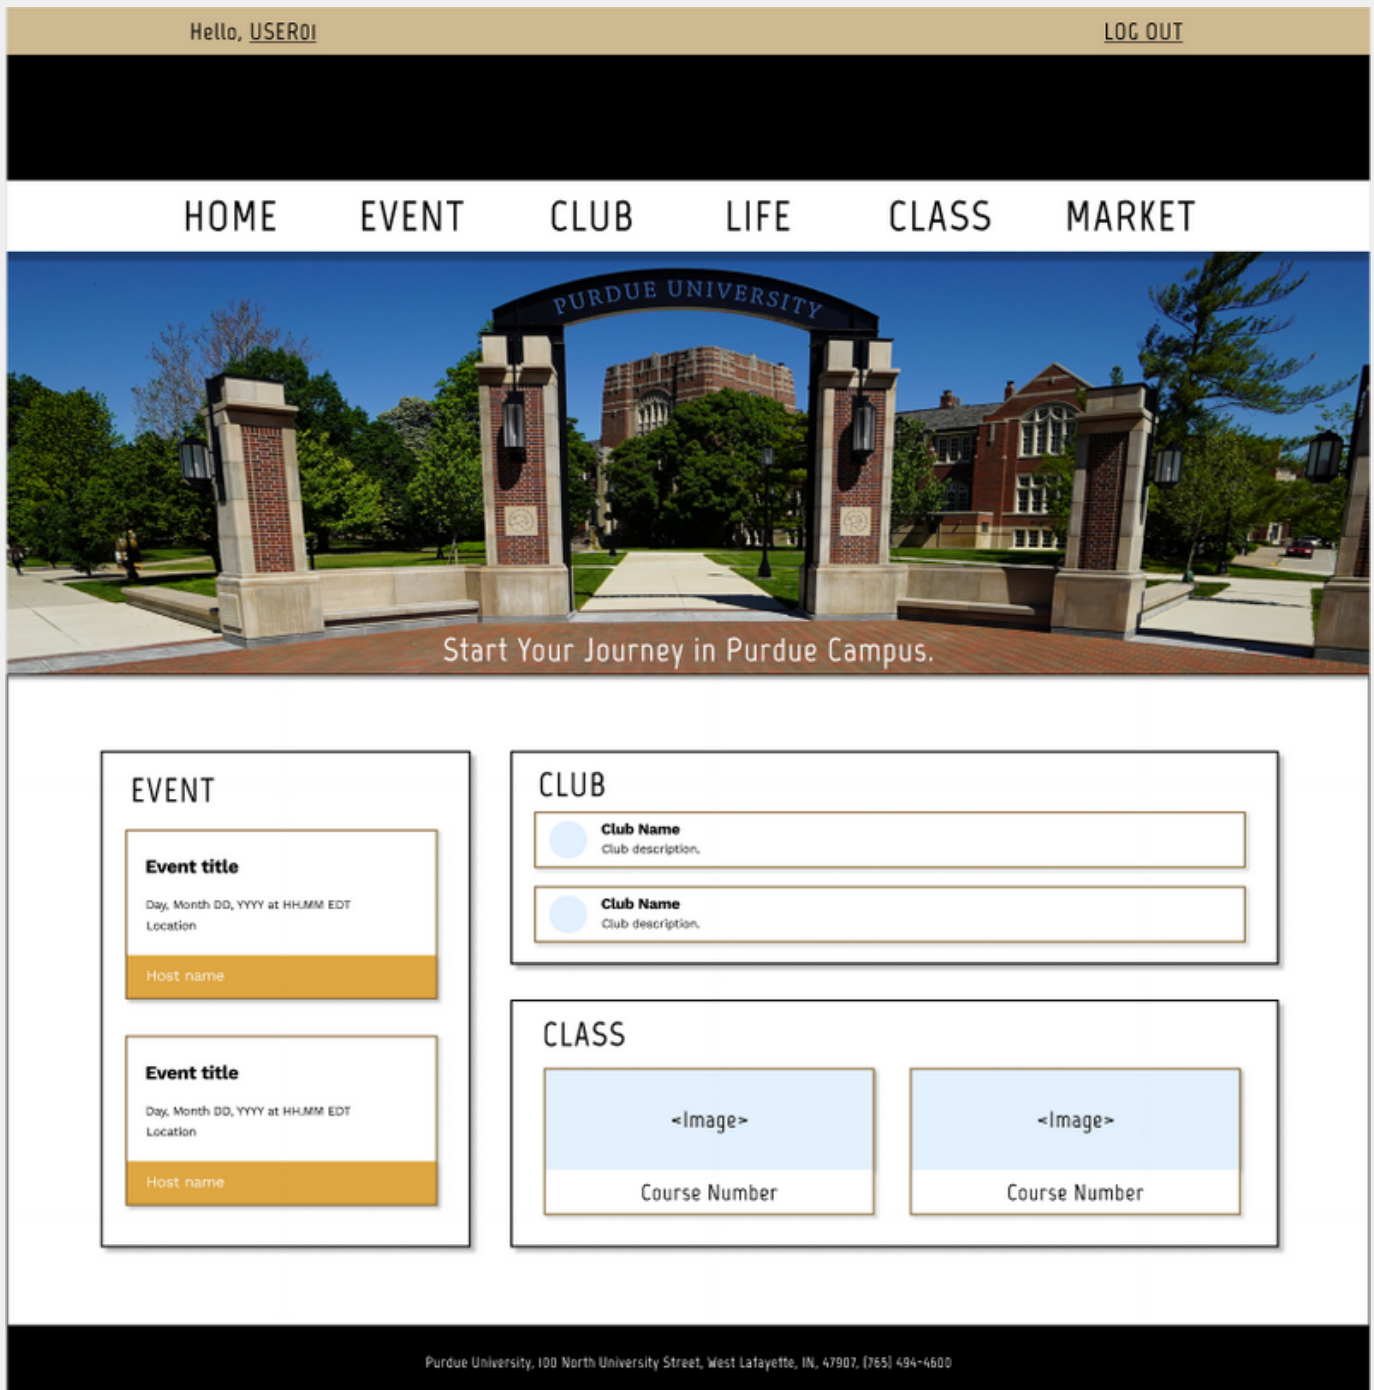 Hello, USER01
LOG OUT
HOME EVENT CLUB LIFE CLASS MARKET
PURDUE UNIVERSITY
Start Your Journey in Purdue Campus.
EVENT
Event title
Day, Month DD, YYYY at HH:MM EDT
Location
Host name
Event title
Day, Month DD, YYYY at HH:MM EDT
Location
Host name
CLUB
Club Name
Club description.
Club Name
Club description.
CLASS
<Image>
Course Number
<Image>
Course Number
Purdue University, 100 North University Street, West Lafayette, IN, 47907, (765) 494-4600